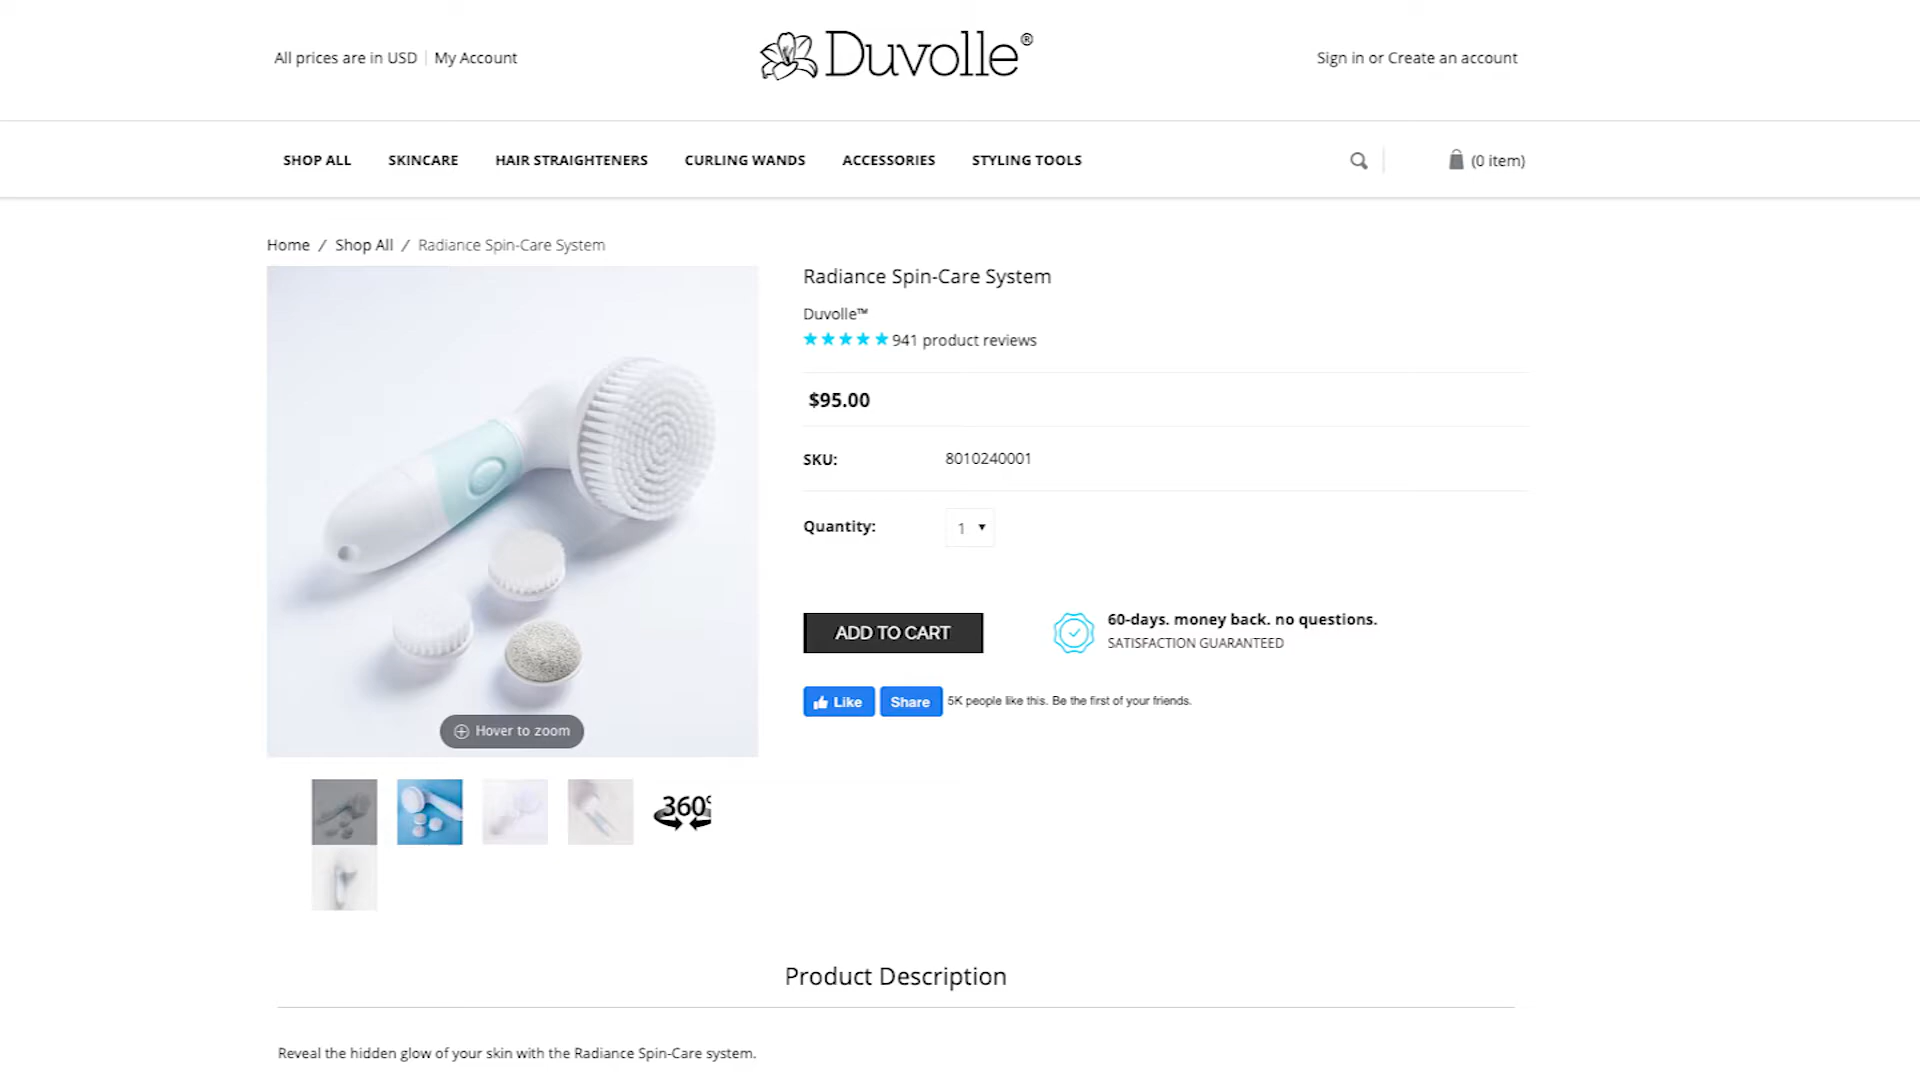 All prices are in USD | My Account
Duvolle®
Sign in or Create an account
SHOP ALL SKINCARE HAIR STRAIGHTENERS CURLING WANDS ACCESSORIES STYLING TOOLS
(0 item)
Home / Shop All / Radiance Spin-Care System
Radiance Spin-Care System
Duvolle™
941 product reviews
$95.00
SKU: 8010240001
Quantity: 1
ADD TO CART
60-days. money back. no questions.
SATISFACTION GUARANTEED
Like Share 5K people like this. Be the first of your friends.
Hover to zoom
360°
Product Description
Reveal the hidden glow of your skin with the Radiance Spin-Care system.